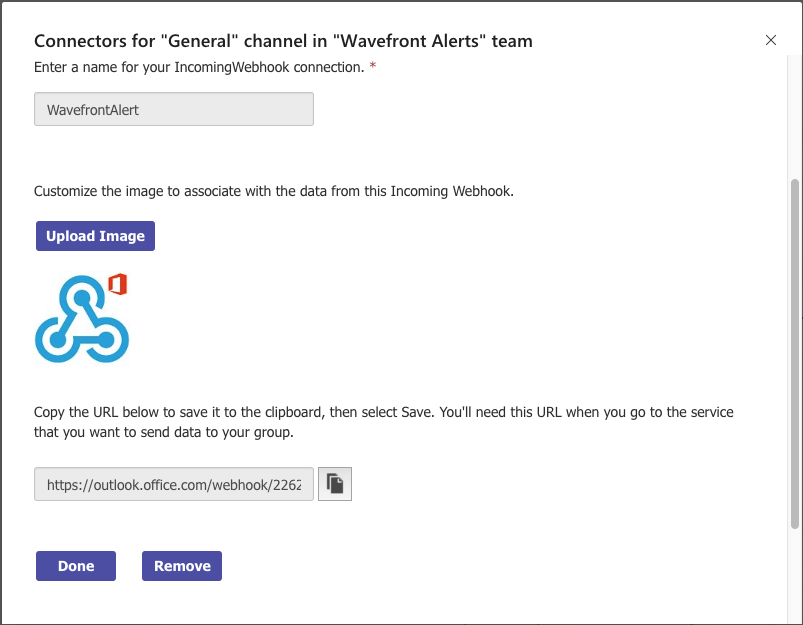 Connectors for "General" channel in "Wavefront Alerts" team
Enter a name for your IncomingWebhook connection. *
WavefrontAlert
Customize the image to associate with the data from this Incoming Webhook.
Upload Image
Copy the URL below to save it to the clipboard, then select Save. You'll need this URL when you go to the service
that you want to send data to your group.
https://outlook.office.com/webhook/2262
Done Remove